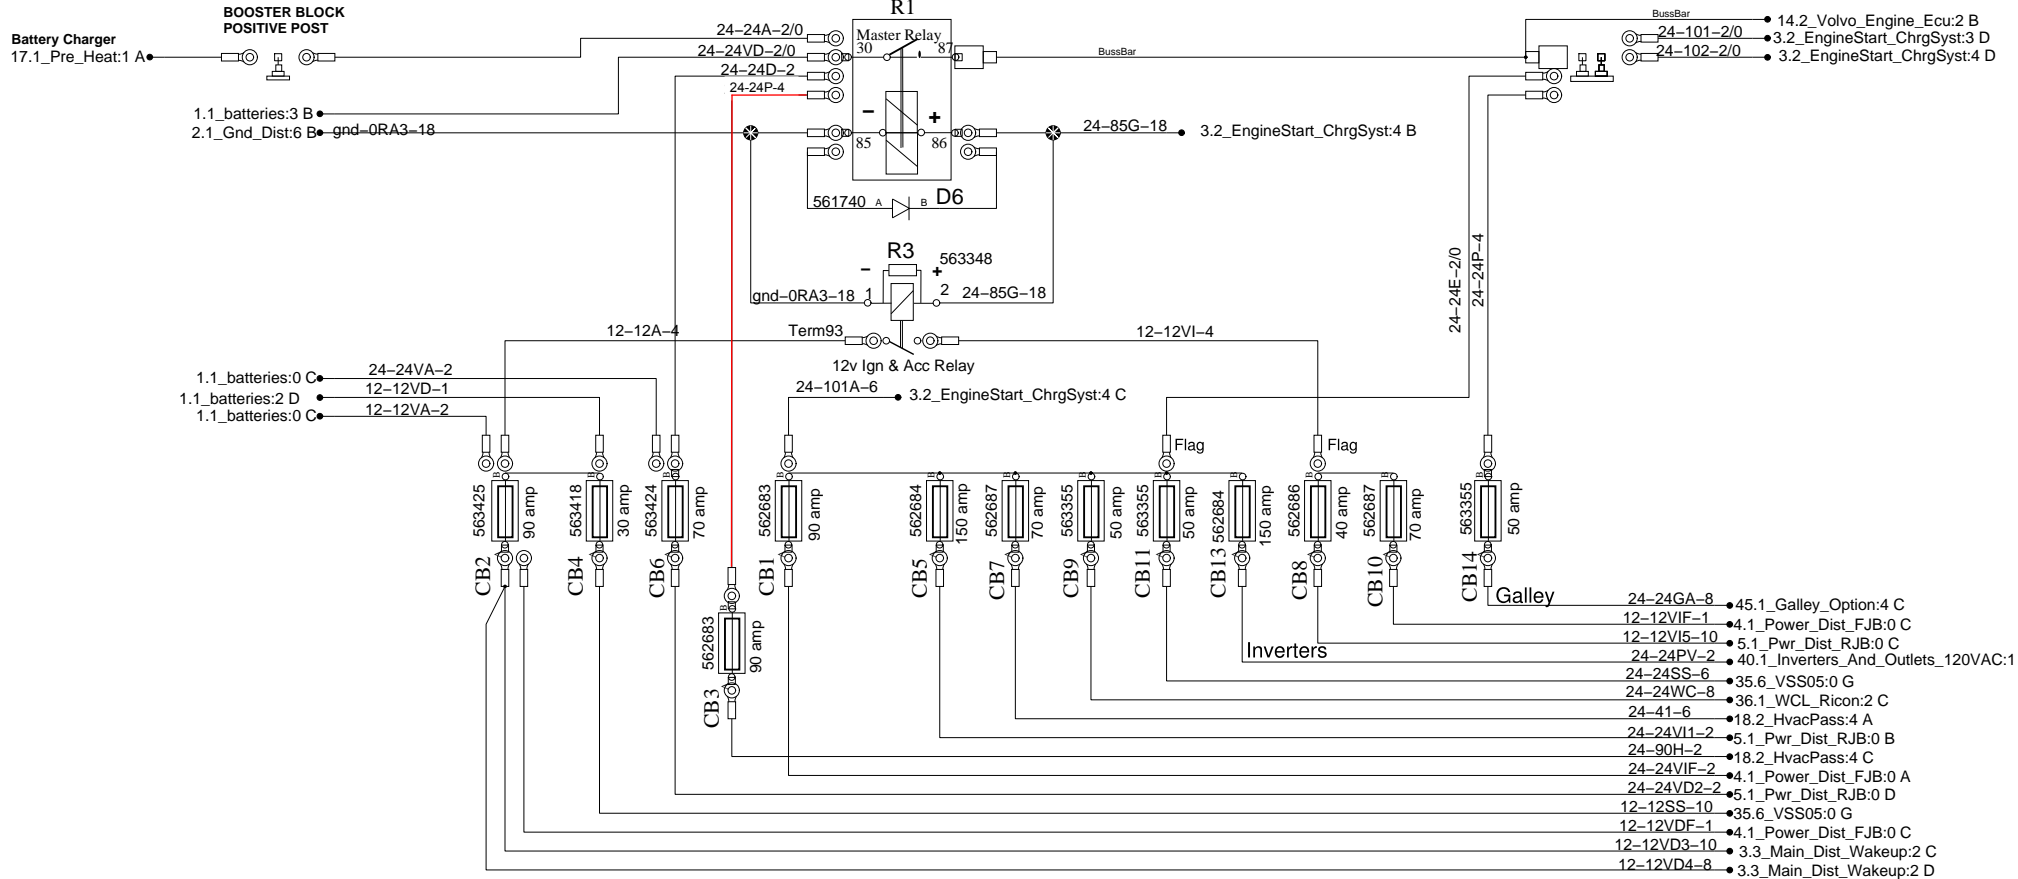 BOOSTER BLOCK
POSITIVE POST
Battery Charger
17.1_Pre_Heat:1 A
24-24A-2/0
24-24VD-2/0
24-24D-2
24-24P-4
R1
Master Relay
30
87
BussBar
BussBar
14.2_Volvo_Engine_Ecu:2 B
24-101-2/0
3.2_EngineStart_ChrgSyst:3 D
24-102-2/0
3.2_EngineStart_ChrgSyst:4 D
1.1_batteries:3 B
2.1_Gnd_Dist:6 B
gnd-0RA3-18
− +
85
86
24-85G-18
3.2_EngineStart_ChrgSyst:4 B
561740
A
B
D6
R3
− +
563348
gnd−0RA3−18
1
2
24−85G−18
24−24E−2/0
24−24P−4
12−12A−4
Term93
12−12VI−4
12v Ign & Acc Relay
1.1_batteries:0 C
24−24VA−2
1.1_batteries:2 D
12−12VD−1
1.1_batteries:0 C
12−12VA−2
24−101A−6
3.2_EngineStart_ChrgSyst:4 C
Flag
Flag
B B B B B B B B B B B B
563425
90 amp
CB2
563418
30 amp
CB4
563424
70 amp
CB6
562683
90 amp
CB1
562684
150 amp
CB5
562687
70 amp
CB7
563355
50 amp
CB9
563355
50 amp
CB11
562684
150 amp
CB13
562686
40 amp
CB8
562687
70 amp
CB10
563355
50 amp
CB14
B
562683
90 amp
CB3
Galley
24−24GA−8
45.1_Galley_Option:4 C
12−12VIF−1
4.1_Power_Dist_FJB:0 C
12−12VI5−10
5.1_Pwr_Dist_RJB:0 C
Inverters
24−24PV−2
40.1_Inverters_And_Outlets_120VAC:1
24−24SS−6
35.6_VSS05:0 G
24−24WC−8
36.1_WCL_Ricon:2 C
24−41−6
18.2_HvacPass:4 A
24−24VI1−2
5.1_Pwr_Dist_RJB:0 B
24−90H−2
18.2_HvacPass:4 C
24−24VIF−2
4.1_Power_Dist_FJB:0 A
24−24VD2−2
5.1_Pwr_Dist_RJB:0 D
12−12SS−10
35.6_VSS05:0 G
12−12VDF−1
4.1_Power_Dist_FJB:0 C
12−12VD3−10
3.3_Main_Dist_Wakeup:2 C
12−12VD4−8
3.3_Main_Dist_Wakeup:2 D